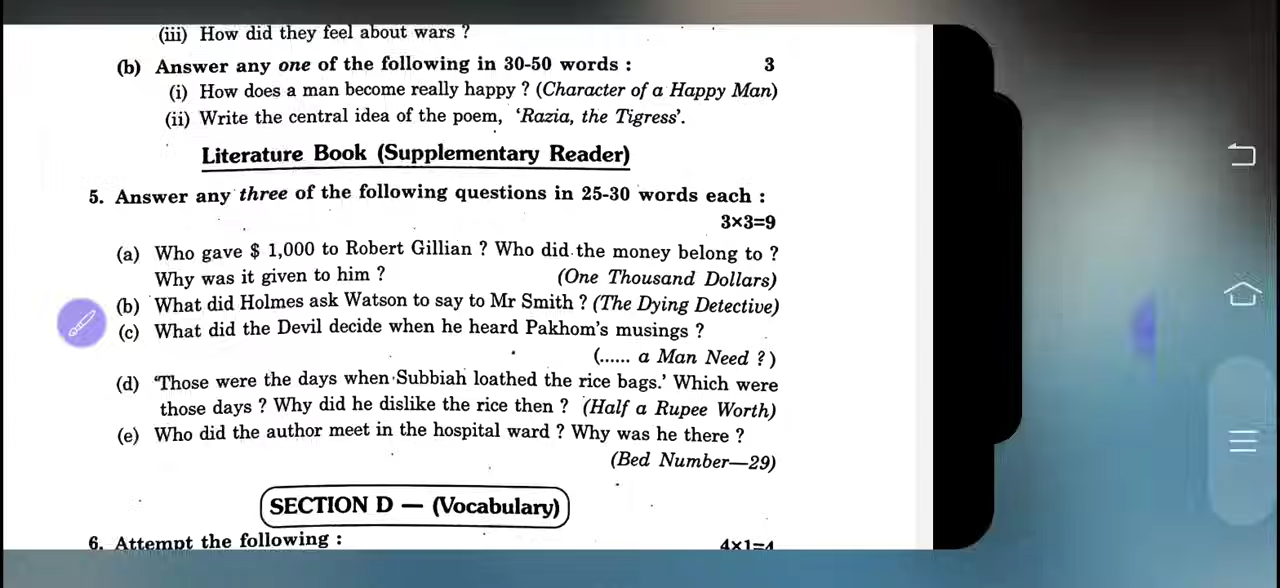 (iii) How did they feel about wars ?
(b) Answer any one of the following in 30-50 words : 3
(i) How does a man become really happy ? (Character of a Happy Man)
(ii) Write the central idea of the poem, ‘Razia, the Tigress’.
Literature Book (Supplementary Reader)
5. Answer any three of the following questions in 25-30 words each :
3×3=9
(a) Who gave $ 1,000 to Robert Gillian ? Who did the money belong to ?
Why was it given to him ? (One Thousand Dollars)
(b) What did Holmes ask Watson to say to Mr Smith ? (The Dying Detective)
(c) What did the Devil decide when he heard Pakhom’s musings ?
(...... a Man Need ?)
(d) ‘Those were the days when Subbiah loathed the rice bags.’ Which were
those days ? Why did he dislike the rice then ? (Half a Rupee Worth)
(e) Who did the author meet in the hospital ward ? Why was he there ?
(Bed Number—29)
SECTION D — (Vocabulary)
6. Attempt the following : 4×1=4